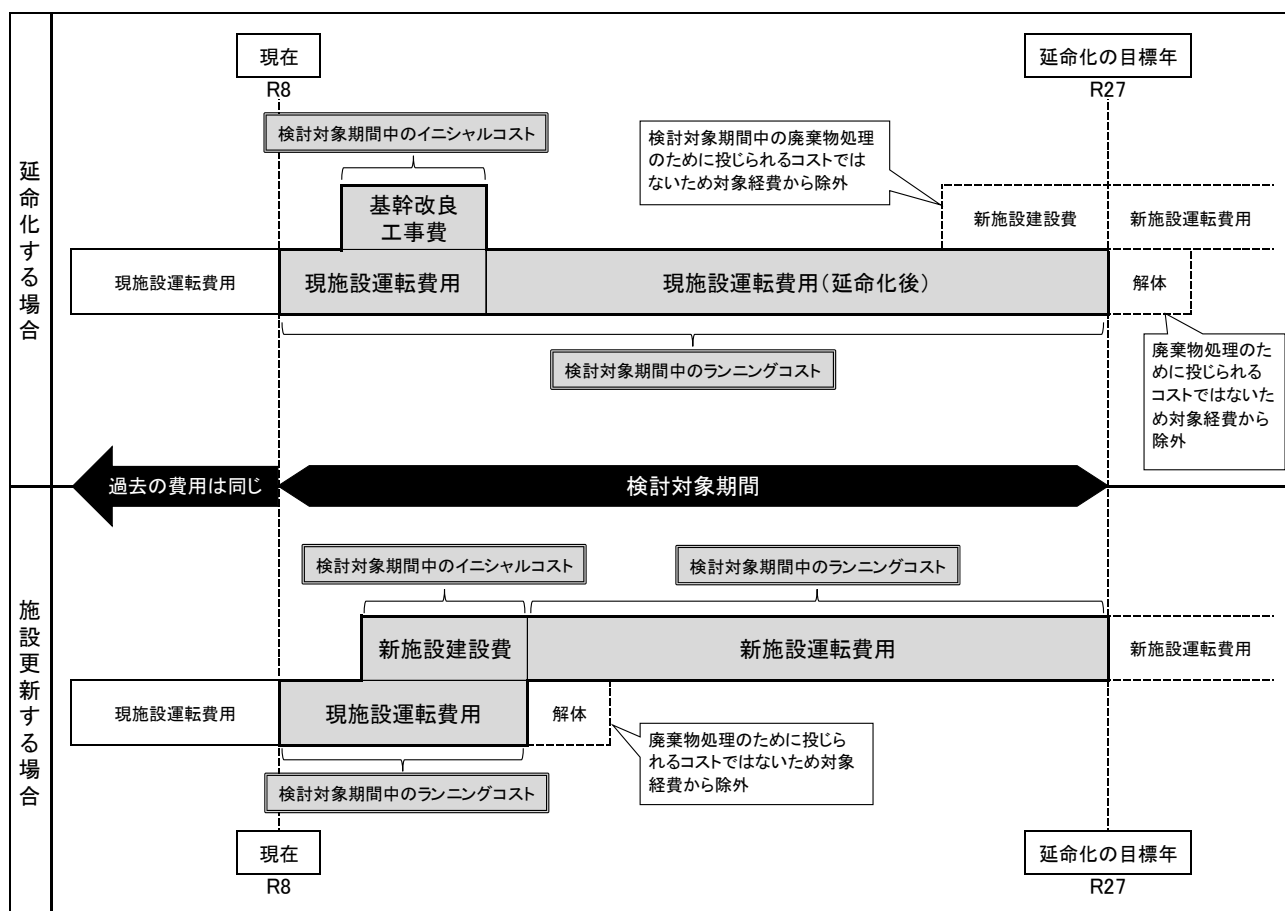 延命化する場合
現在
R8
延命化の目標年
R27
検討対象期間中のイニシャルコスト
検討対象期間中の廃棄物処理
のために投じられるコストでは
ないため対象経費から除外
基幹改良
工事費
新施設建設費
新施設運転費用
現施設運転費用
現施設運転費用
現施設運転費用(延命化後)
解体
検討対象期間中のランニングコスト
廃棄物処理のた
めに投じられる
コストではないた
め対象経費から
除外
過去の費用は同じ
検討対象期間
施設更新する場合
検討対象期間中のイニシャルコスト
検討対象期間中のランニングコスト
新施設建設費
新施設運転費用
新施設運転費用
現施設運転費用
現施設運転費用
解体
廃棄物処理のために投じら
れるコストではないため対象
経費から除外
検討対象期間中のランニングコスト
現在
R8
延命化の目標年
R27